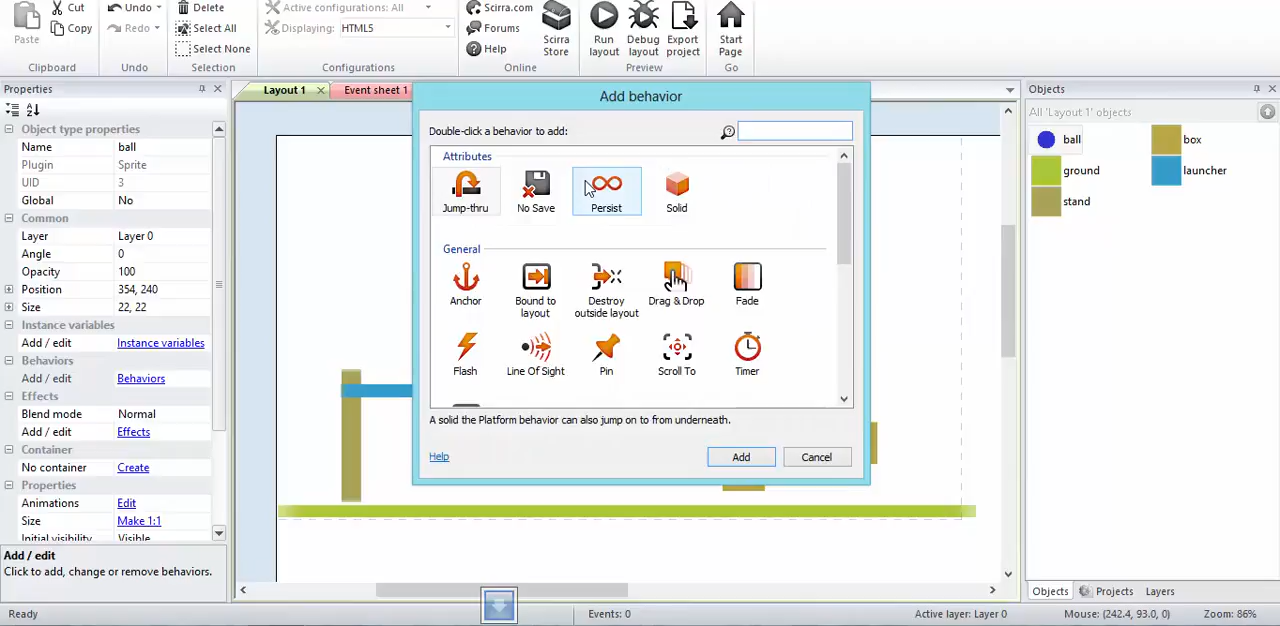 Cut
Undo
Delete
Active configurations: All
Scirra.com
Paste
Copy
Redo
Select All
Displaying: HTML5
Forums
Scirra Store
Run layout
Debug layout
Export project
Start Page
Select None
Help
Clipboard
Undo
Selection
Configurations
Online
Preview
Go
Properties
Layout 1
Event sheet 1
Objects
Object type properties
Name ball
Plugin Sprite
UID 3
Global No
Common
Layer Layer 0
Angle 0
Opacity 100
Position 354, 240
Size 22, 22
Instance variables
Add / edit Instance variables
Behaviors
Add / edit Behaviors
Effects
Blend mode Normal
Add / edit Effects
Container
No container Create
Properties
Animations Edit
Size Make 1:1
Initial visibility Visible
Add / edit
Click to add, change or remove behaviors.
Add behavior
Double-click a behavior to add:
Attributes
Jump-thru
No Save
Persist
Solid
General
Anchor
Bound to layout
Destroy outside layout
Drag & Drop
Fade
Flash
Line Of Sight
Pin
Scroll To
Timer
A solid the Platform behavior can also jump on to from underneath.
Help
Add
Cancel
All 'Layout 1' objects
ball
box
ground
launcher
stand
Objects
Projects
Layers
Ready
Events: 0
Active layer: Layer 0
Mouse: (242.4, 93.0, 0)
Zoom: 86%